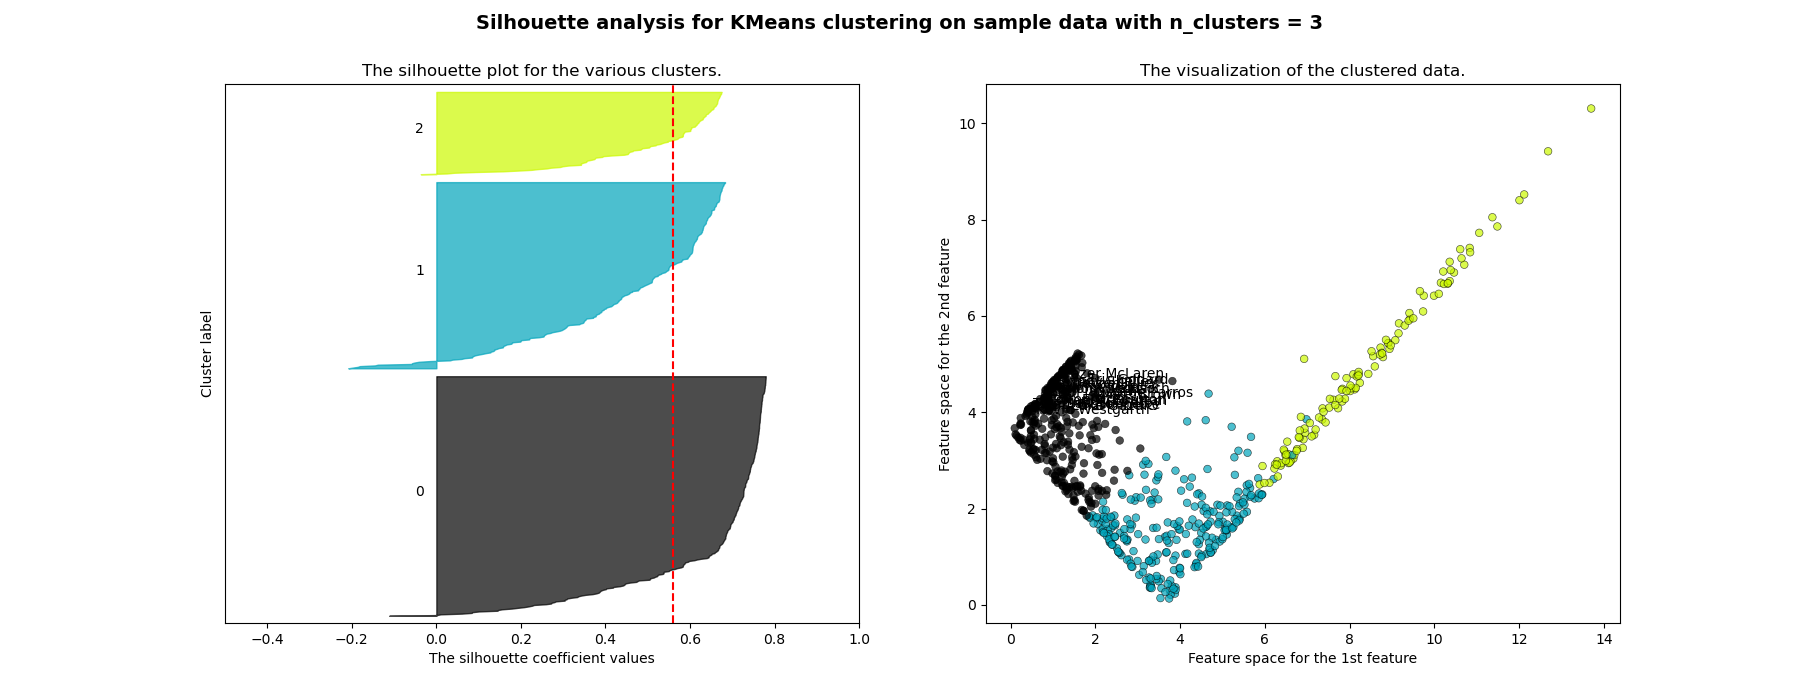 Silhouette analysis for KMeans clustering on sample data with n_clusters = 3
The silhouette plot for the various clusters.
2
1
0
Cluster label
−0.4 −0.2 0.0 0.2 0.4 0.6 0.8 1.0
The silhouette coefficient values
The visualization of the clustered data.
10
8
6
4
2
0
Feature space for the 2nd feature
McLaren
Westgarth
0 2 4 6 8 10 12 14
Feature space for the 1st feature